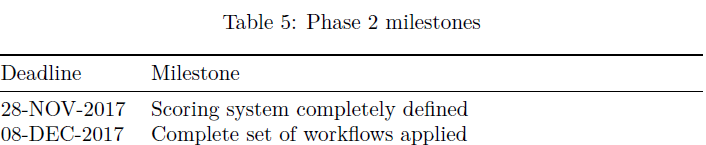 Table 5: Phase 2 milestones
Deadline Milestone
28-NOV-2017 Scoring system completely defined
08-DEC-2017 Complete set of workflows applied